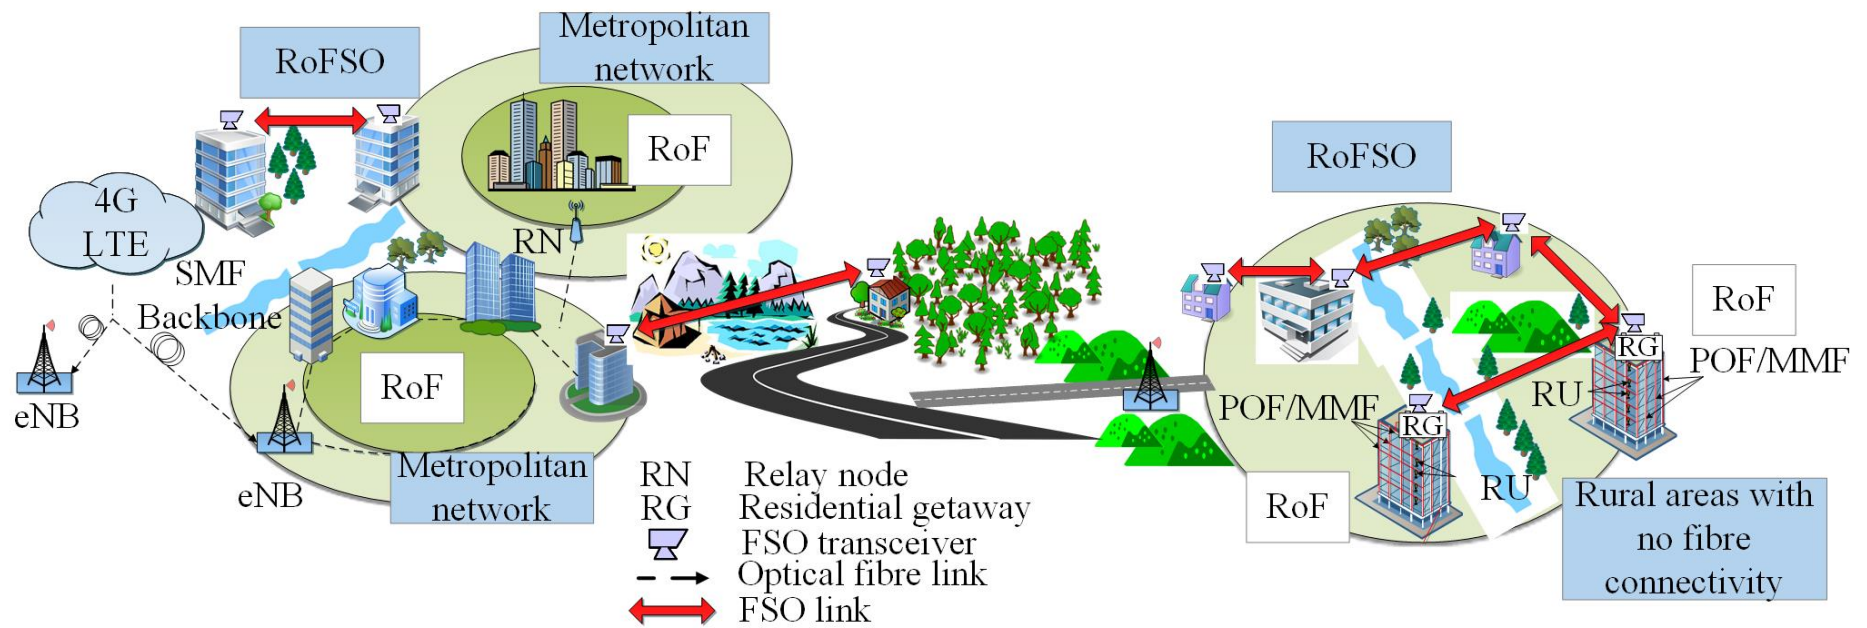 RoFSO
Metropolitan
network
RoF
4G
LTE
RN
SMF
Backbone
RoF
eNB
eNB
Metropolitan
network
RoFSO
RoF
RG
POF/MMF
RU
POF/MMF
RG
RU
RoF
Rural areas with
no fibre
connectivity
RN Relay node
RG Residential getaway
FSO transceiver
Optical fibre link
FSO link